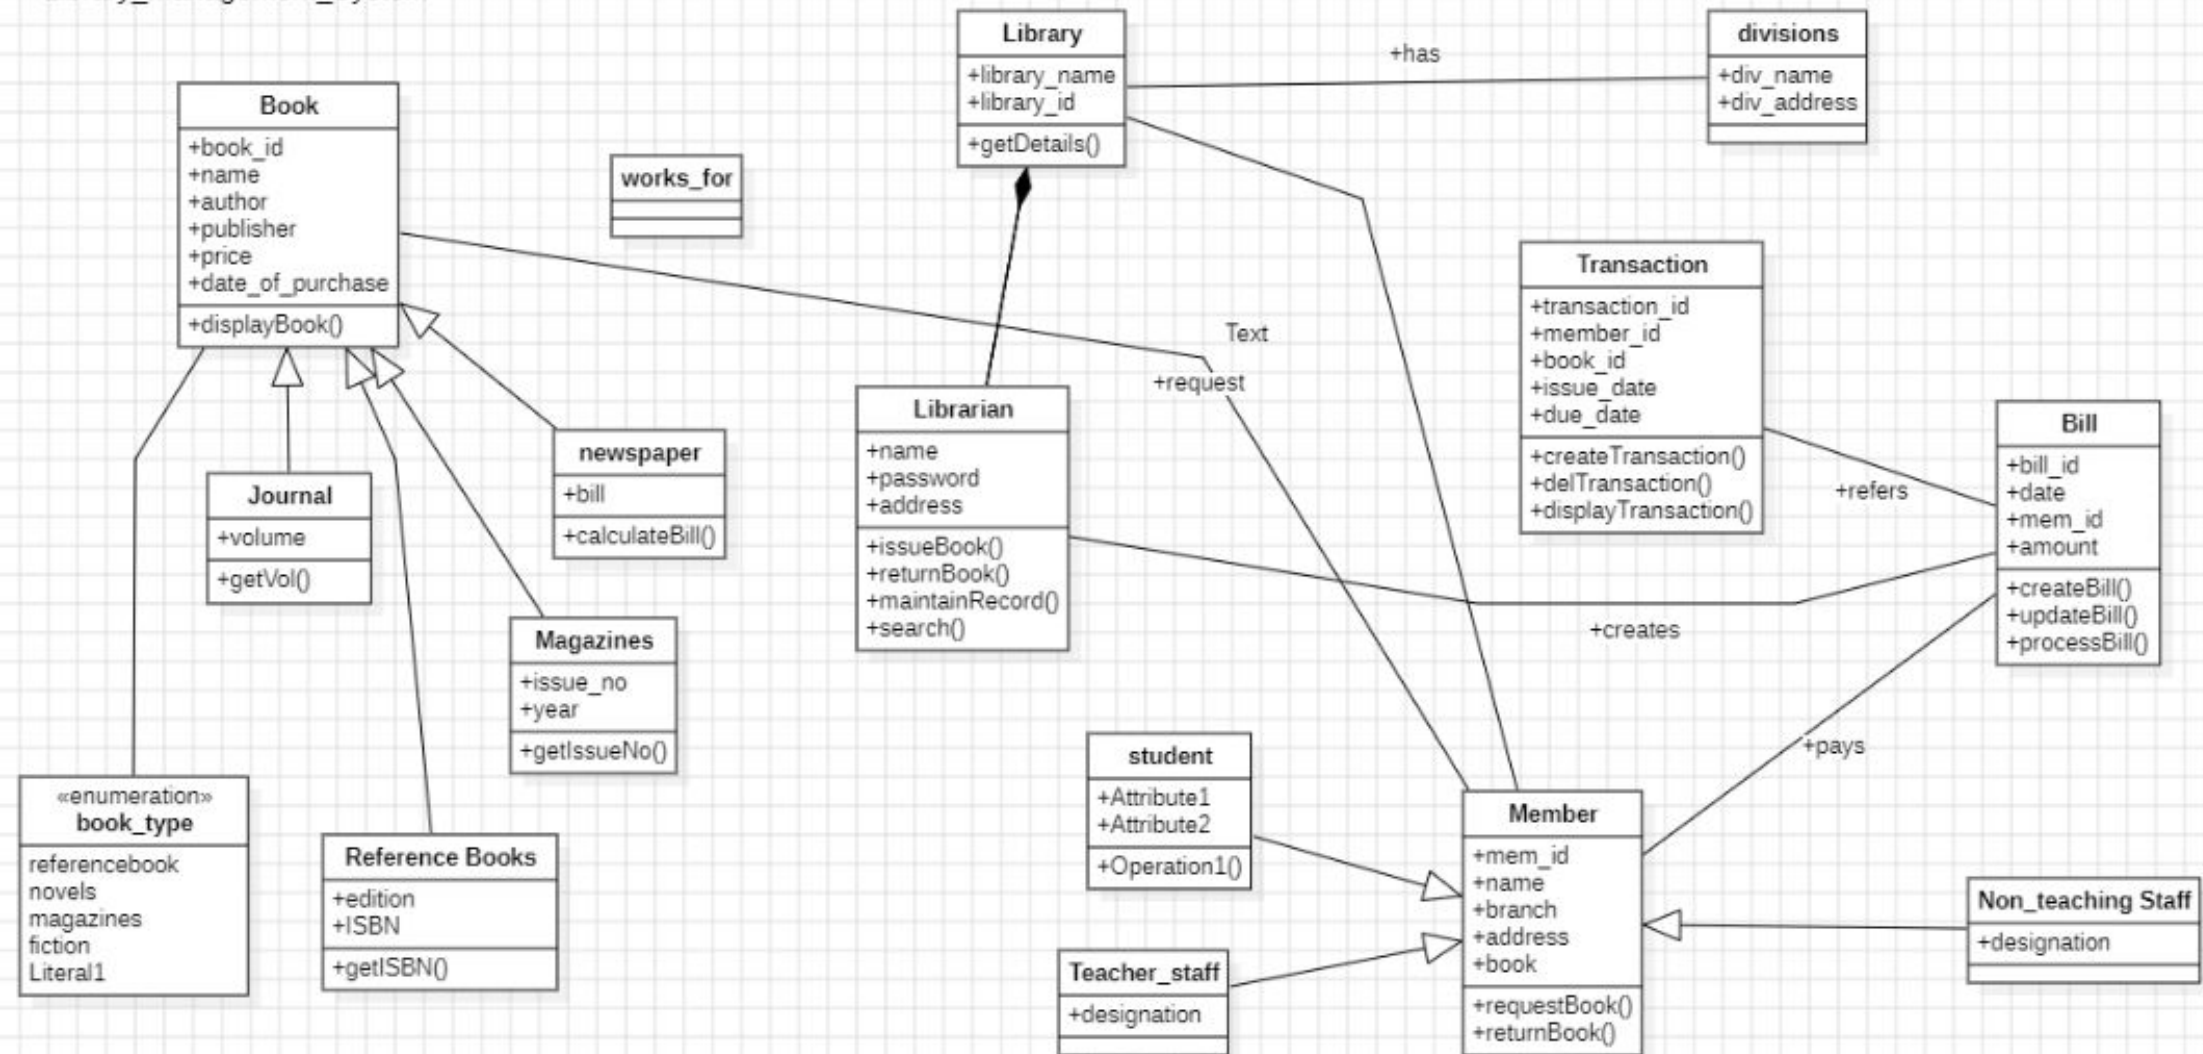 Library
+library_name
+library_id
+getDetails()
+has
divisions
+div_name
+div_address
Book
+book_id
+name
+author
+publisher
+price
+date_of_purchase
+displayBook()
works_for
Transaction
+transaction_id
+member_id
+book_id
+issue_date
+due_date
+createTransaction()
+delTransaction()
+displayTransaction()
Text
+request
Librarian
+name
+password
+address
+issueBook()
+returnBook()
+maintainRecord()
+search()
Bill
+bill_id
+date
+mem_id
+amount
+createBill()
+updateBill()
+processBill()
+refers
+creates
+pays
newspaper
+bill
+calculateBill()
Journal
+volume
+getVol()
Magazines
+issue_no
+year
+getIssueNo()
«enumeration»
book_type
referencebook
novels
magazines
fiction
Literal1
Reference Books
+edition
+ISBN
+getISBN()
student
+Attribute1
+Attribute2
+Operation1()
Member
+mem_id
+name
+branch
+address
+book
+requestBook()
+returnBook()
Teacher_staff
+designation
Non_teaching Staff
+designation